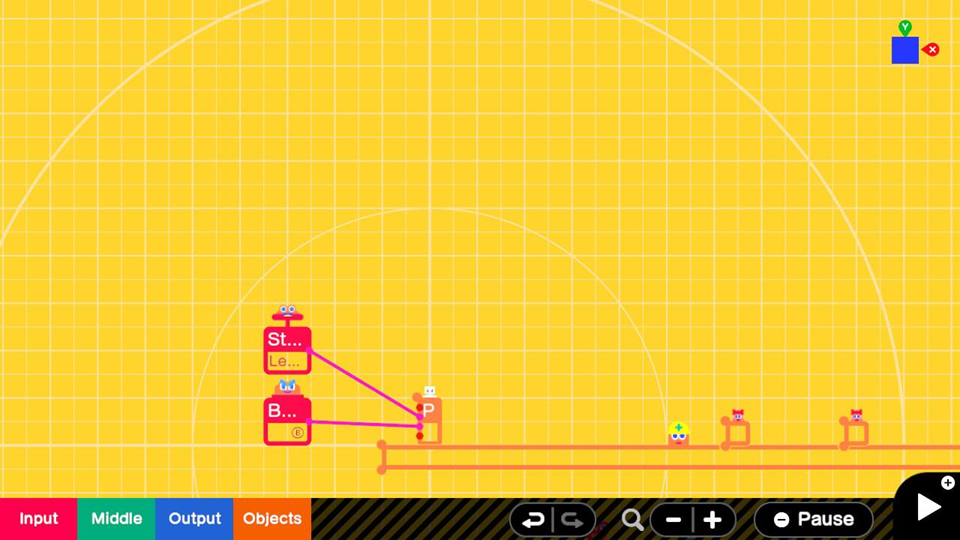 Y
X
St...
Le...
B...
B
P
Input
Middle
Output
Objects
Pause